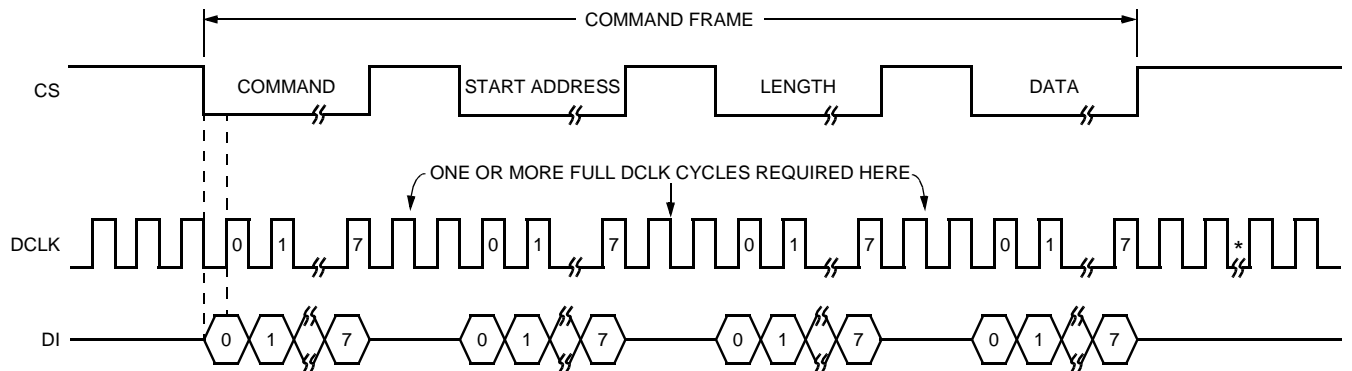 COMMAND FRAME
CS COMMAND START ADDRESS LENGTH DATA
ONE OR MORE FULL DCLK CYCLES REQUIRED HERE
DCLK 0 1 7 0 1 7 0 1 7 0 1 7 *
DI 0 1 7 0 1 7 0 1 7 0 1 7